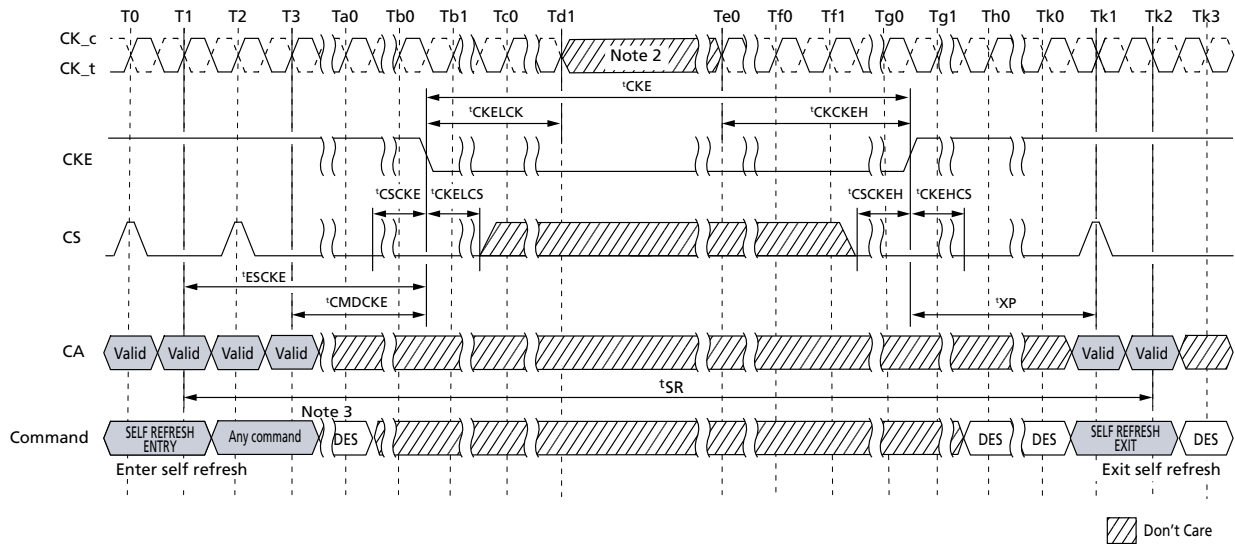 T0 T1 T2 T3 Ta0 Tb0 Tb1 Tc0 Td1 Te0 Tf0 Tf1 Tg0 Tg1 Th0 Tk0 Tk1 Tk2 Tk3
CK_c
CK_t
Note 2
tCKE
tCKELCK tCKCKEH
CKE
tCSCKE tCKELCS tCSCKEH tCKEHCS
CS
tESCKE
tCMDCKE tXP
CA Valid Valid Valid Valid Valid Valid
tSR
Note 3
Command SELF REFRESH ENTRY Any command DES DES DES SELF REFRESH EXIT DES
Enter self refresh Exit self refresh
Don't Care